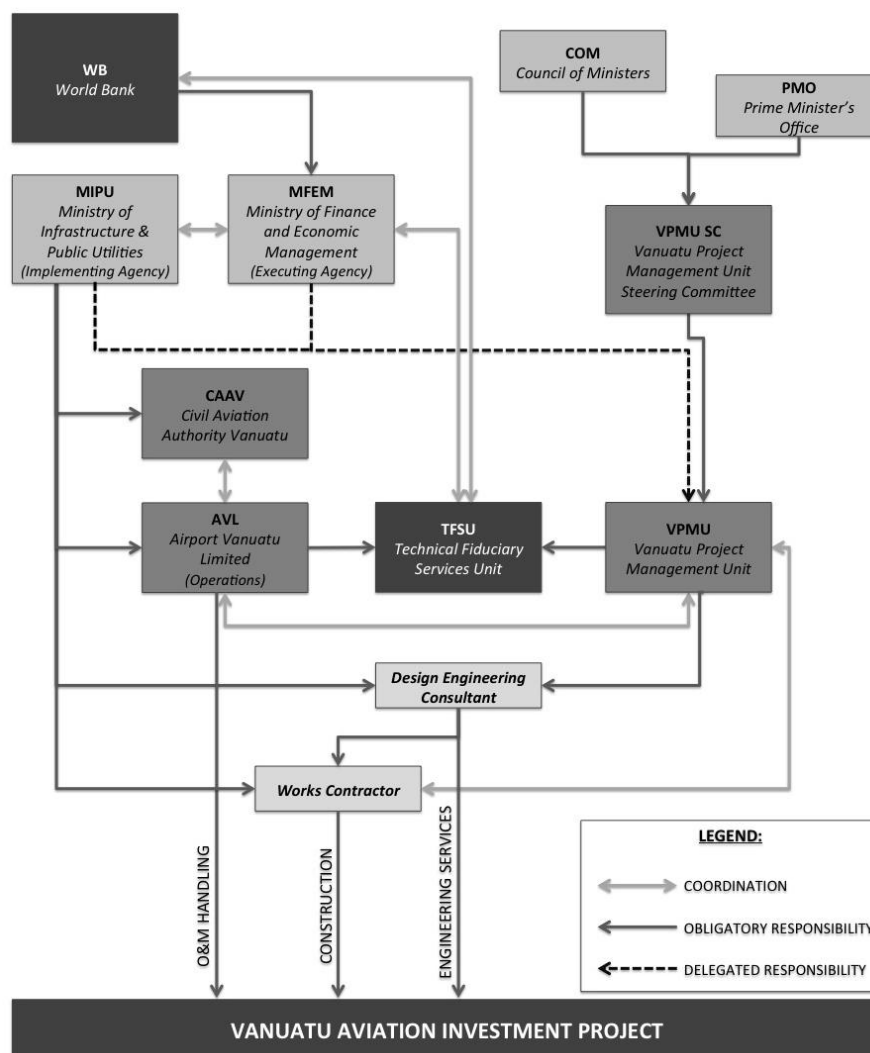 WB
World Bank
COM
Council of Ministers
PMO
Prime Minister's
Office
MIPU
Ministry of
Infrastructure &
Public Utilities
(Implementing Agency)
MFEM
Ministry of Finance
and Economic
Management
(Executing Agency)
VPMU SC
Vanuatu Project
Management Unit
Steering Committee
CAAV
Civil Aviation
Authority Vanuatu
AVL
Airport Vanuatu
Limited
(Operations)
TFSU
Technical Fiduciary
Services Unit
VPMU
Vanuatu Project
Management Unit
Design Engineering
Consultant
Works Contractor
O&M HANDLING
CONSTRUCTION
ENGINEERING SERVICES
LEGEND:
COORDINATION
OBLIGATORY RESPONSIBILITY
DELEGATED RESPONSIBILITY
VANUATU AVIATION INVESTMENT PROJECT